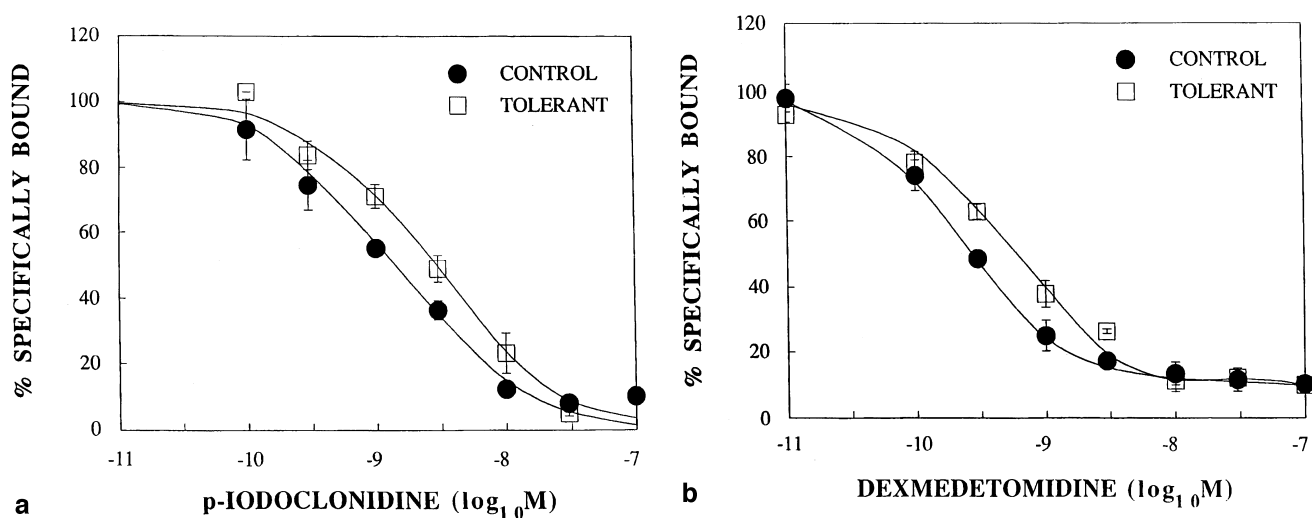 120
100
80
60
40
20
0
% SPECIFICALLY BOUND
CONTROL
TOLERANT
-11 -10 -9 -8 -7
a
p-IODOCLONIDINE (log10M)
120
100
80
60
40
20
0
% SPECIFICALLY BOUND
CONTROL
TOLERANT
-11 -10 -9 -8 -7
b
DEXMEDETOMIDINE (log10M)